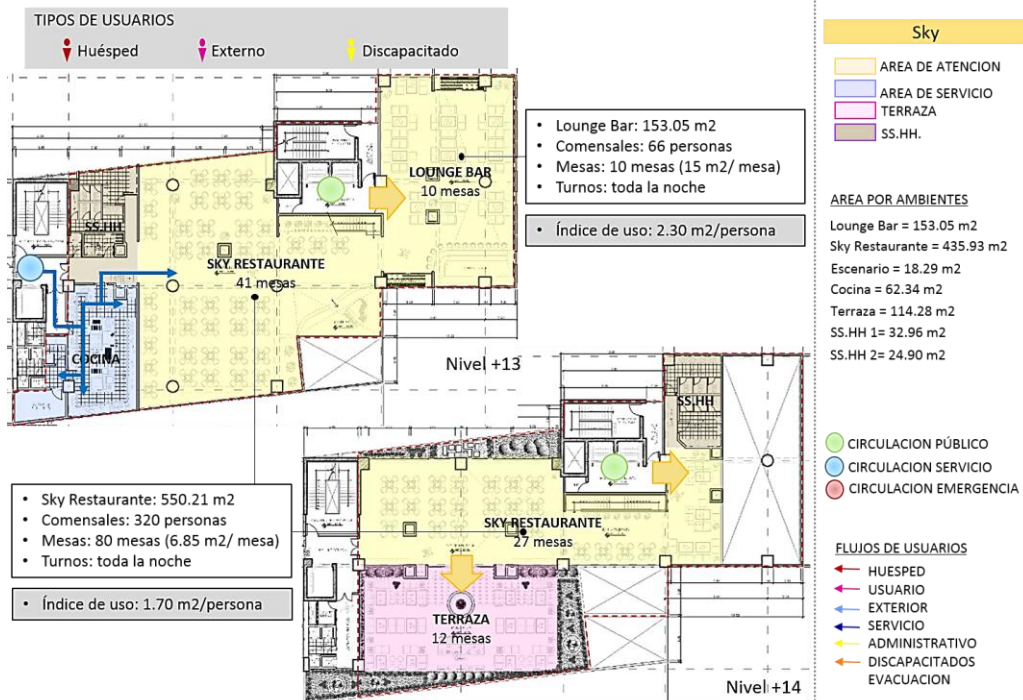 TIPOS DE USUARIOS
Huésped
Externo
Discapacitado
LOUNGE BAR
10 mesas
SS.HH
SKY RESTAURANTE
41 mesas
COCINA
Nivel +13
• Lounge Bar: 153.05 m2
• Comensales: 66 personas
• Mesas: 10 mesas (15 m2/ mesa)
• Turnos: toda la noche
• Índice de uso: 2.30 m2/persona
• Sky Restaurante: 550.21 m2
• Comensales: 320 personas
• Mesas: 80 mesas (6.85 m2/ mesa)
• Turnos: toda la noche
• Índice de uso: 1.70 m2/persona
SS.HH
SKY RESTAURANTE
27 mesas
TERRAZA
12 mesas
Nivel +14
Sky
AREA DE ATENCION
AREA DE SERVICIO
TERRAZA
SS.HH.
AREA POR AMBIENTES
Lounge Bar = 153.05 m2
Sky Restaurante = 435.93 m2
Escenario = 18.29 m2
Cocina = 62.34 m2
Terraza = 114.28 m2
SS.HH 1= 32.96 m2
SS.HH 2= 24.90 m2
CIRCULACION PÚBLICO
CIRCULACION SERVICIO
CIRCULACION EMERGENCIA
FLUJOS DE USUARIOS
HUESPED
USUARIO
EXTERIOR
SERVICIO
ADMINISTRATIVO
DISCAPACITADOS
EVACUACION